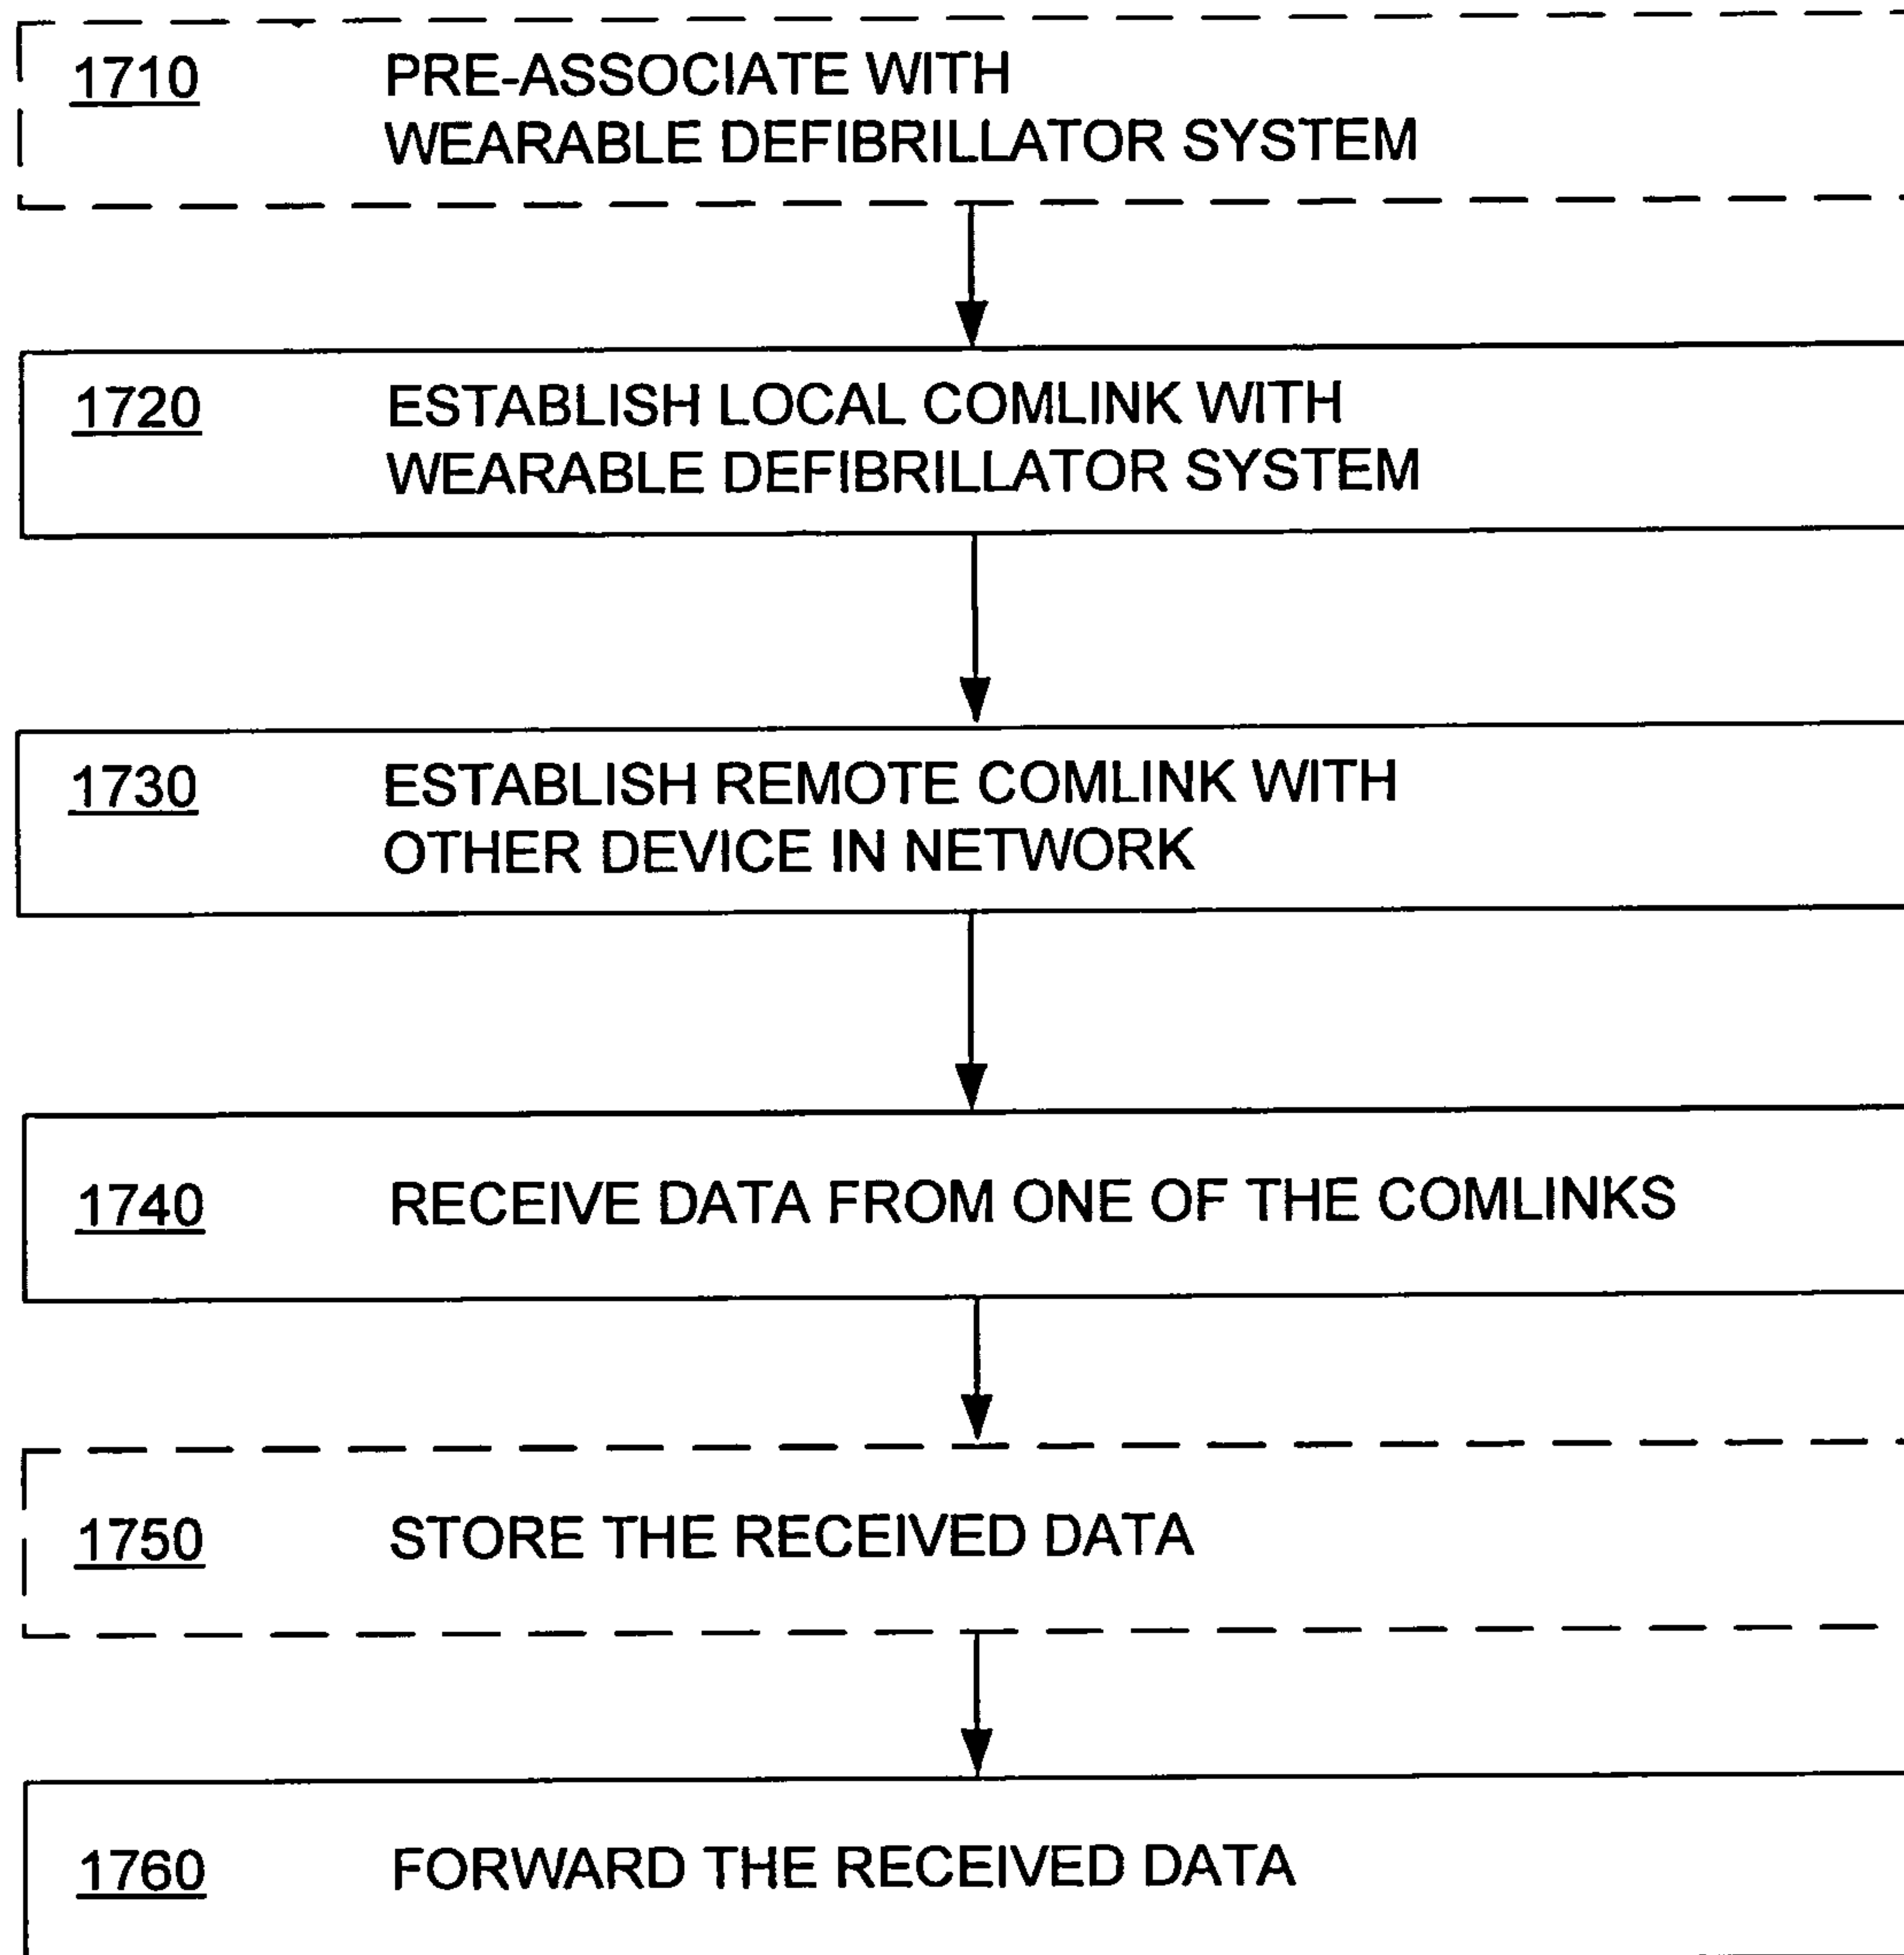 1710 PRE-ASSOCIATE WITH
WEARABLE DEFIBRILLATOR SYSTEM
1720 ESTABLISH LOCAL COMLINK WITH
WEARABLE DEFIBRILLATOR SYSTEM
1730 ESTABLISH REMOTE COMLINK WITH
OTHER DEVICE IN NETWORK
1740 RECEIVE DATA FROM ONE OF THE COMLINKS
1750 STORE THE RECEIVED DATA
1760 FORWARD THE RECEIVED DATA